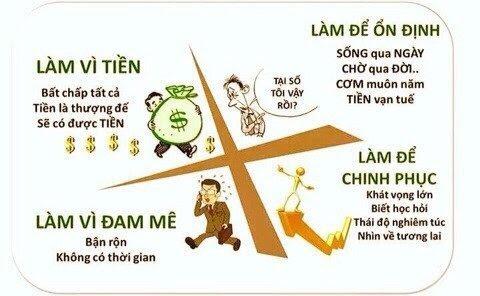 LÀM VÌ TIỀN
Bất chấp tất cả
Tiền là thượng đế
Sẽ có được TIỀN
$ $ $ $ $
$
TẠI SỐ
TÔI VẬY
RỒI?
LÀM ĐỂ ỔN ĐỊNH
SỐNG qua NGÀY
CHỜ qua ĐỜI..
CƠM muôn năm
TIỀN vạn tuế
LÀM VÌ ĐAM MÊ
Bận rộn
Không có thời gian
LÀM ĐỂ
CHINH PHỤC
Khát vọng lớn
Biết học hỏi
Thái độ nghiêm túc
Nhìn về tương lai